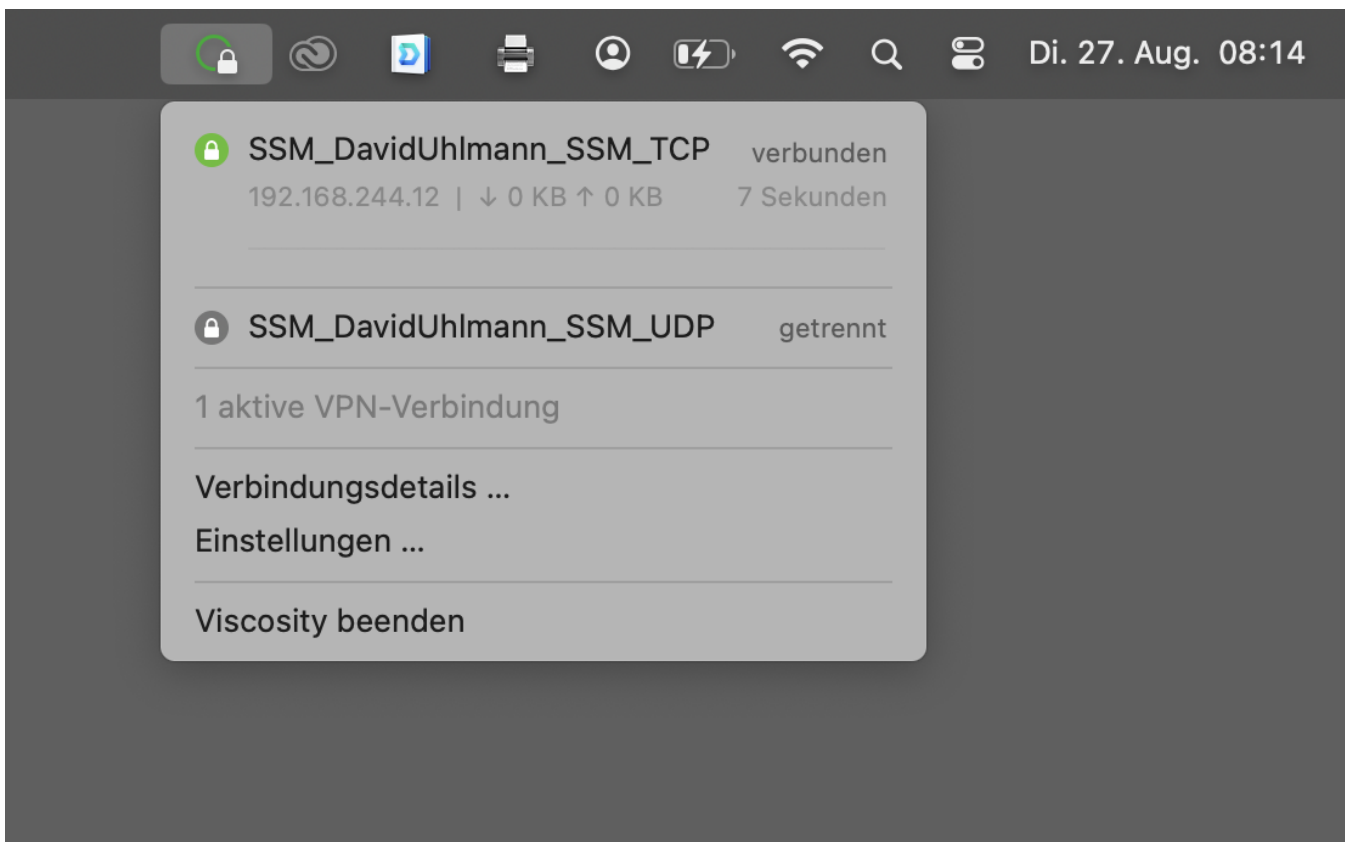 Di. 27. Aug. 08:14
SSM_DavidUhlmann_SSM_TCP verbunden
192.168.244.12 | ↓ 0 KB ↑ 0 KB 7 Sekunden
SSM_DavidUhlmann_SSM_UDP getrennt
1 aktive VPN-Verbindung
Verbindungsdetails ...
Einstellungen ...
Viscosity beenden